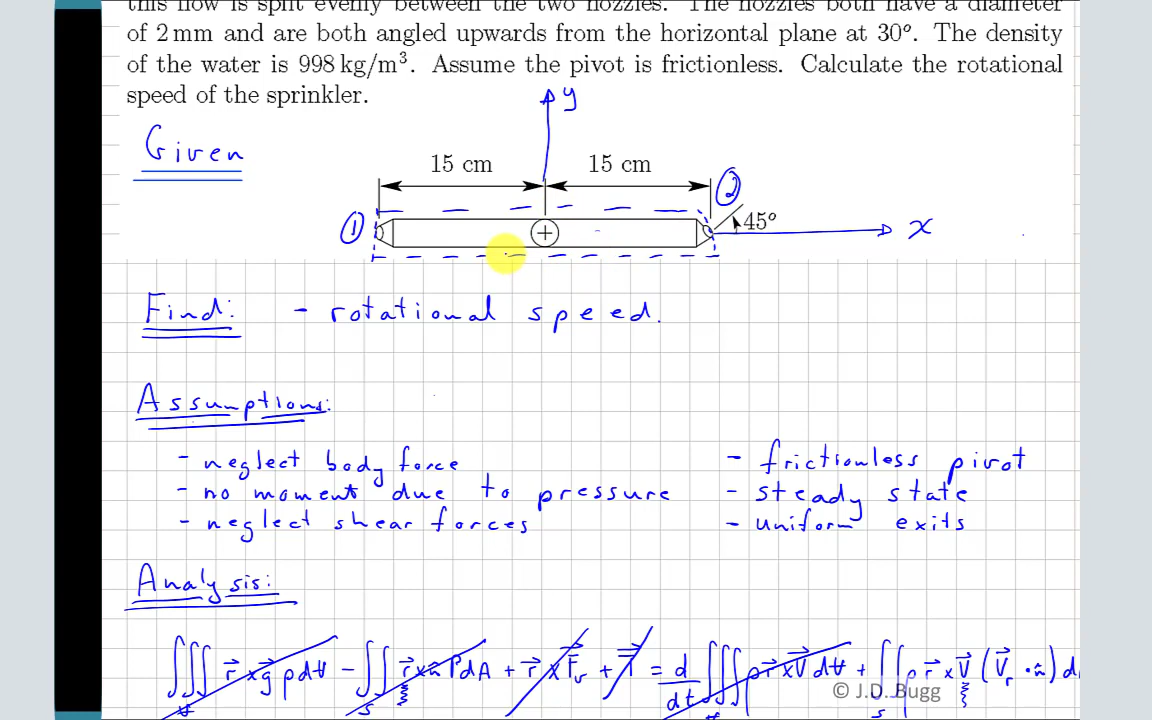 this flow is split evenly between the two nozzles. The nozzles both have a diameter
of 2 mm and are both angled upwards from the horizontal plane at 30°. The density
of the water is 998 kg/m³. Assume the pivot is frictionless. Calculate the rotational
speed of the sprinkler.
y
Given
15 cm 15 cm
① ② 45° x
Find: - rotational speed.
Assumptions:
- neglect body force - frictionless pivot
- no moment due to pressure - steady state
- neglect shear forces - uniform exits
Analysis:
∭ r⃗ x g⃗ ρ dV - ∬ r⃗ x n̂ P dA + r⃗ x F⃗ᵥ + T⃗ = d/dt ∭ ρ r⃗ x V⃗ dV + ∬ ρ r⃗ x V⃗ (V⃗ᵣ · n̂) d
© J.D. Bugg